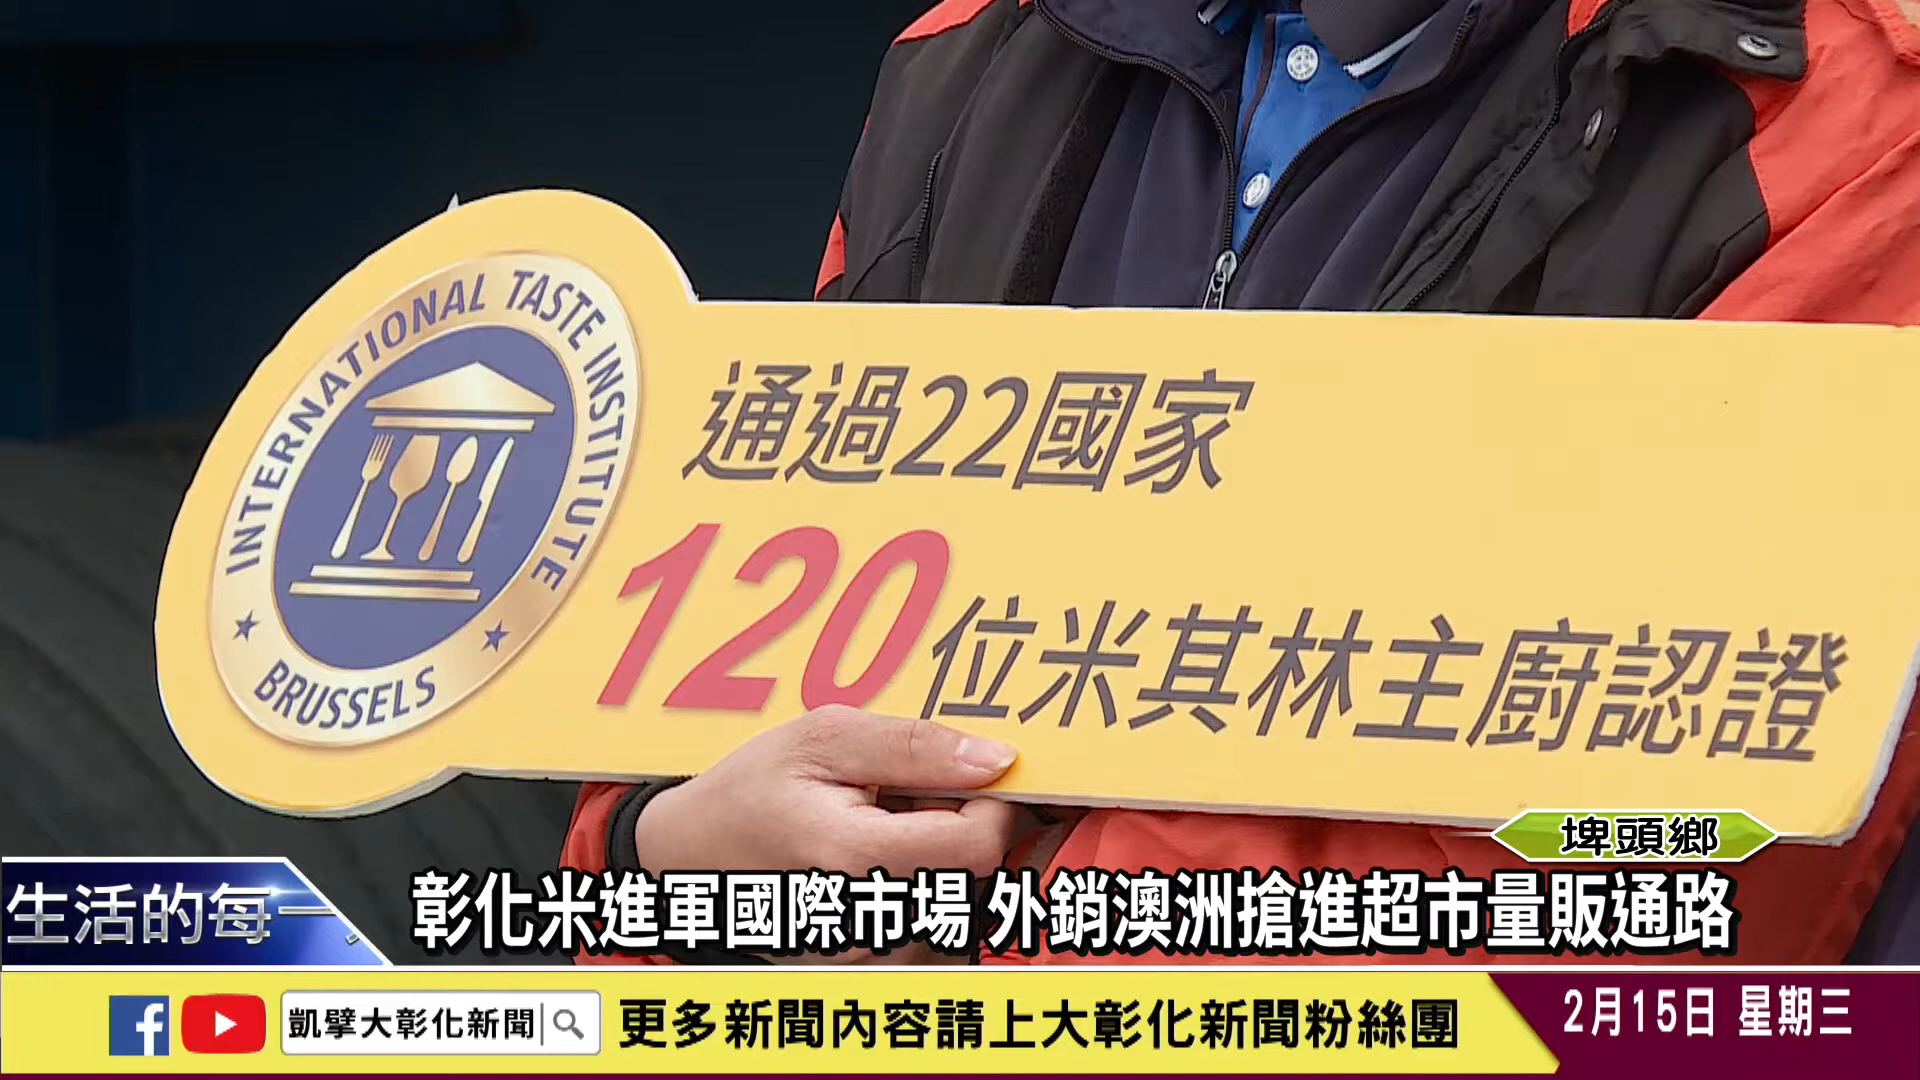 INTERNATIONAL TASTE INSTITUTE
BRUSSELS
通過22國家
120位米其林主廚認證
埤頭鄉
生活的每一
彰化米進軍國際市場 外銷澳洲搶進超市量販通路
凱擘大彰化新聞
更多新聞內容請上大彰化新聞粉絲團
2月15日 星期三